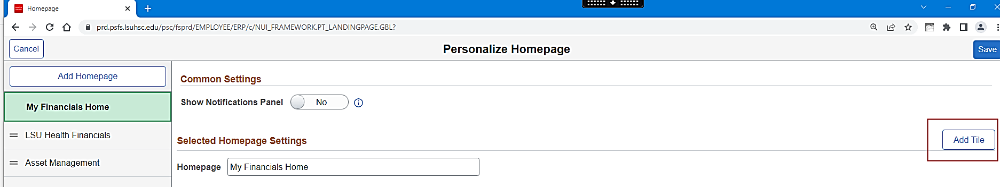 Homepage
prd.psfs.lsuhsc.edu/psc/fsprd/EMPLOYEE/ERP/c/NUI_FRAMEWORK.PT_LANDINGPAGE.GBL?
Cancel
Personalize Homepage
Save
Add Homepage
My Financials Home
LSU Health Financials
Asset Management
Common Settings
Show Notifications Panel No
Selected Homepage Settings
Add Tile
Homepage My Financials Home